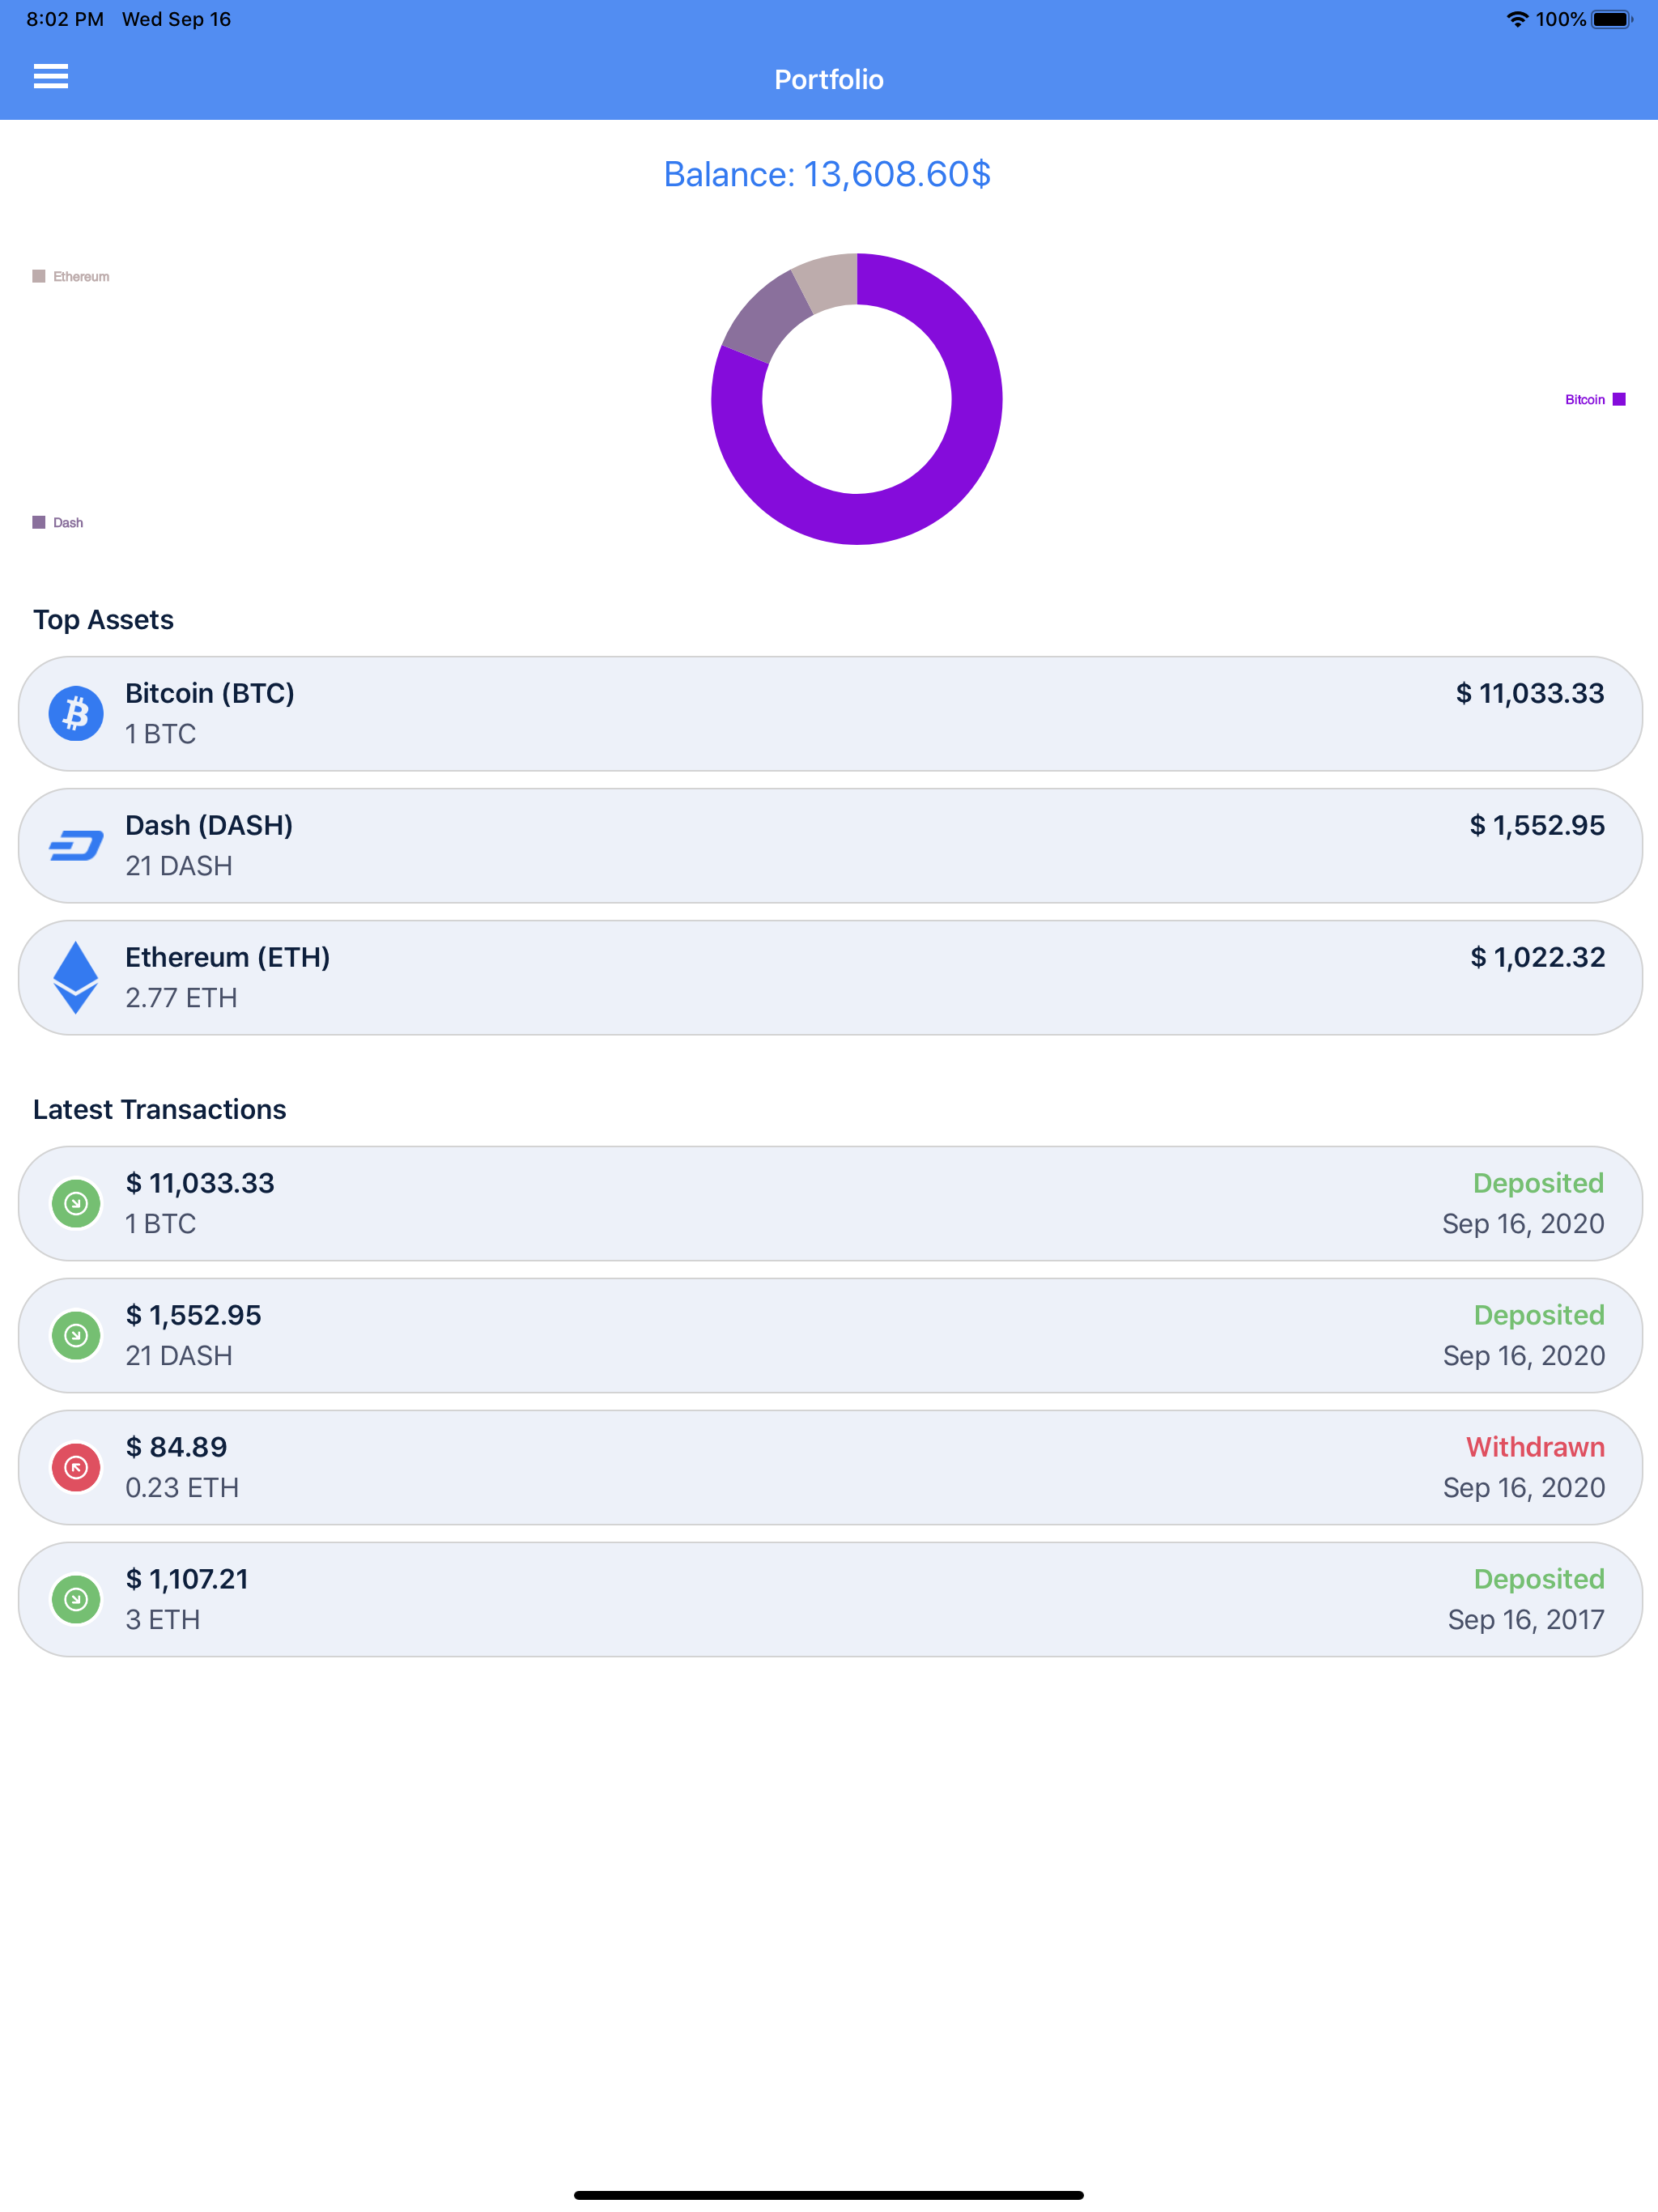 8:02 PM Wed Sep 16 100%
Portfolio
Balance: 13,608.60$
Ethereum
Bitcoin
Dash
Top Assets
Bitcoin (BTC) $ 11,033.33
1 BTC
Dash (DASH) $ 1,552.95
21 DASH
Ethereum (ETH) $ 1,022.32
2.77 ETH
Latest Transactions
$ 11,033.33 Deposited
1 BTC Sep 16, 2020
$ 1,552.95 Deposited
21 DASH Sep 16, 2020
$ 84.89 Withdrawn
0.23 ETH Sep 16, 2020
$ 1,107.21 Deposited
3 ETH Sep 16, 2017